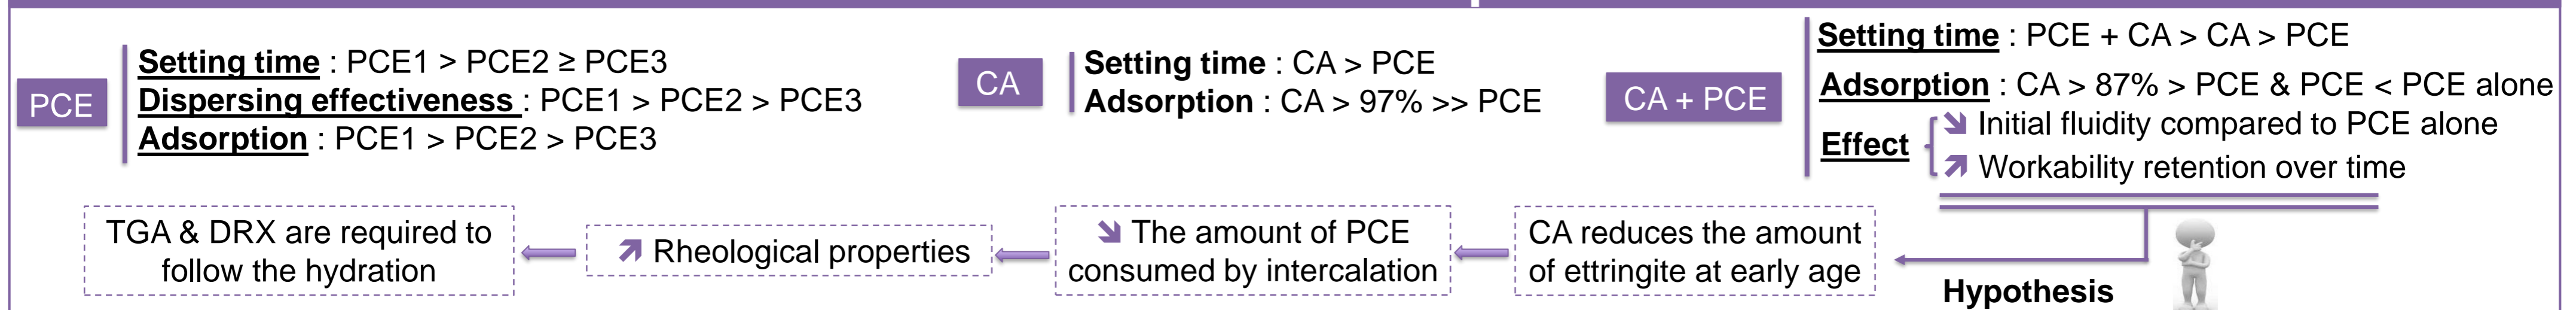 PCE
Setting time : PCE1 > PCE2 ≥ PCE3
Dispersing effectiveness : PCE1 > PCE2 > PCE3
Adsorption : PCE1 > PCE2 > PCE3
CA
Setting time : CA > PCE
Adsorption : CA > 97% >> PCE
CA + PCE
Setting time : PCE + CA > CA > PCE
Adsorption : CA > 87% > PCE & PCE < PCE alone
Effect
↘ Initial fluidity compared to PCE alone
↗ Workability retention over time
Hypothesis
CA reduces the amount
of ettringite at early age
↘ The amount of PCE
consumed by intercalation
↗ Rheological properties
TGA & DRX are required to
follow the hydration